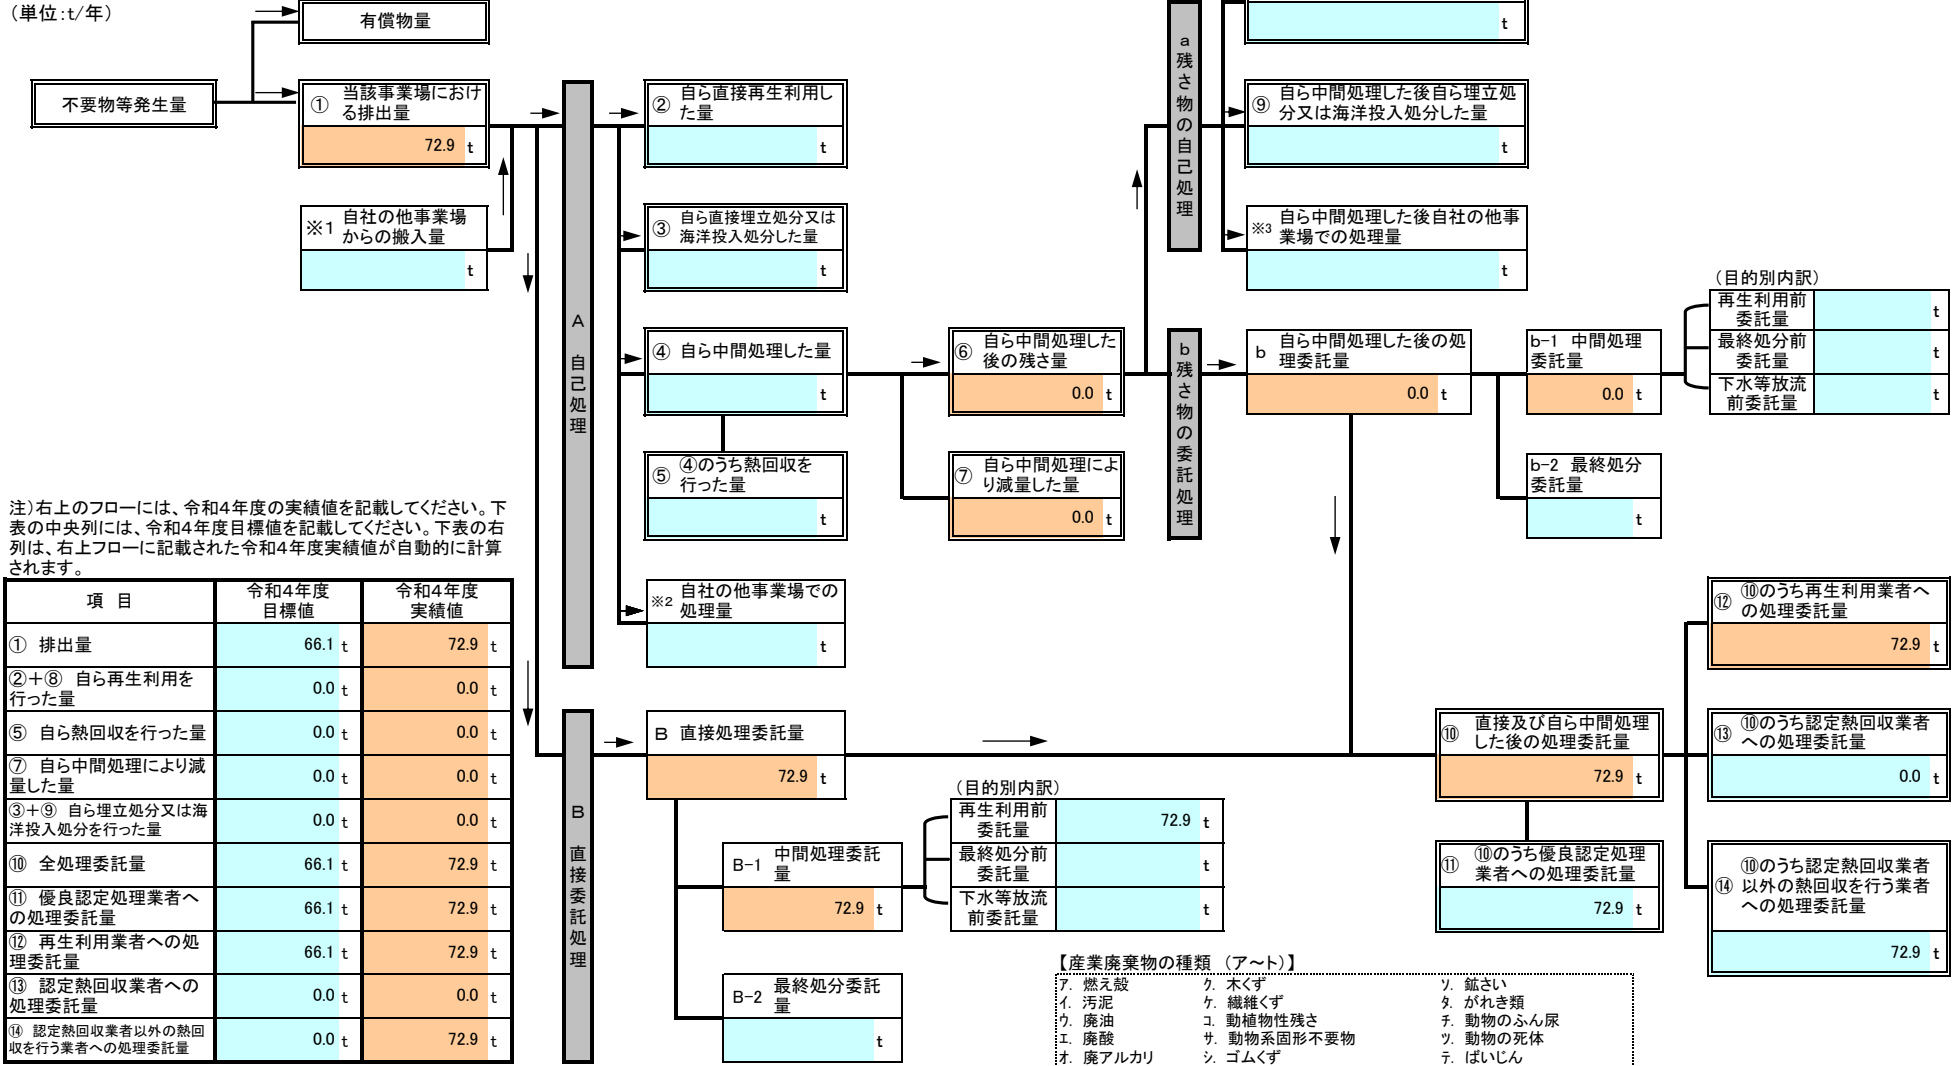 （単位：t/年）
有償物量
不要物等発生量
① 当該事業場におけ
る排出量
72.9 t
※1 自社の他事業場
からの搬入量
t
A 自己処理
② 自ら直接再生利用し
た量
t
③ 自ら直接埋立処分又は
海洋投入処分した量
t
④ 自ら中間処理した量
t
⑤ ④のうち熱回収を
行った量
t
※2 自社の他事業場での
処理量
t
⑥ 自ら中間処理した
後の残さ量
0.0 t
⑦ 自ら中間処理によ
り減量した量
0.0 t
a 残さ物の自己処理
t
⑨ 自ら中間処理した後自ら埋立処
分又は海洋投入処分した量
t
※3 自ら中間処理した後自社の他事
業場での処理量
t
b 残さ物の委託処理
b 自ら中間処理した後の処
理委託量
0.0 t
b-1 中間処理
委託量
0.0 t
b-2 最終処分
委託量
t
（目的別内訳）
再生利用前
委託量
t
最終処分前
委託量
t
下水等放流
前委託量
t
注）右上のフローには、令和4年度の実績値を記載してください。下
表の中央列には、令和4年度目標値を記載してください。下表の右
列は、右上フローに記載された令和4年度実績値が自動的に計算
されます。
項 目 令和4年度 目標値 令和4年度 実績値
① 排出量 66.1 t 72.9 t
②＋⑧ 自ら再生利用を
行った量 0.0 t 0.0 t
⑤ 自ら熱回収を行った量 0.0 t 0.0 t
⑦ 自ら中間処理により減
量した量 0.0 t 0.0 t
③＋⑨ 自ら埋立処分又は海
洋投入処分を行った量 0.0 t 0.0 t
⑩ 全処理委託量 66.1 t 72.9 t
⑪ 優良認定処理業者へ
の処理委託量 66.1 t 72.9 t
⑫ 再生利用業者への処
理委託量 66.1 t 72.9 t
⑬ 認定熱回収業者への
処理委託量 0.0 t 0.0 t
⑭ 認定熱回収業者以外の熱回
収を行う業者への処理委託量 0.0 t 72.9 t
B 直接委託処理
B 直接処理委託量
72.9 t
B-1 中間処理委託
量
72.9 t
B-2 最終処分委託
量
t
（目的別内訳）
再生利用前
委託量
72.9 t
最終処分前
委託量
t
下水等放流
前委託量
t
⑩ 直接及び自ら中間処理
した後の処理委託量
72.9 t
⑪ ⑩のうち優良認定処理
業者への処理委託量
72.9 t
⑫ ⑩のうち再生利用業者へ
の処理委託量
72.9 t
⑬ ⑩のうち認定熱回収業者
への処理委託量
0.0 t
⑭ ⑩のうち認定熱回収業者
以外の熱回収を行う業者
への処理委託量
72.9 t
【産業廃棄物の種類 （ア～ト）】
ア. 燃え殻 ク. 木くず ソ. 鉱さい
イ. 汚泥 ケ. 繊維くず タ. がれき類
ウ. 廃油 コ. 動植物性残さ チ. 動物のふん尿
エ. 廃酸 サ. 動物系固形不要物 ツ. 動物の死体
オ. 廃アルカリ シ. ゴムくず テ. ばいじん